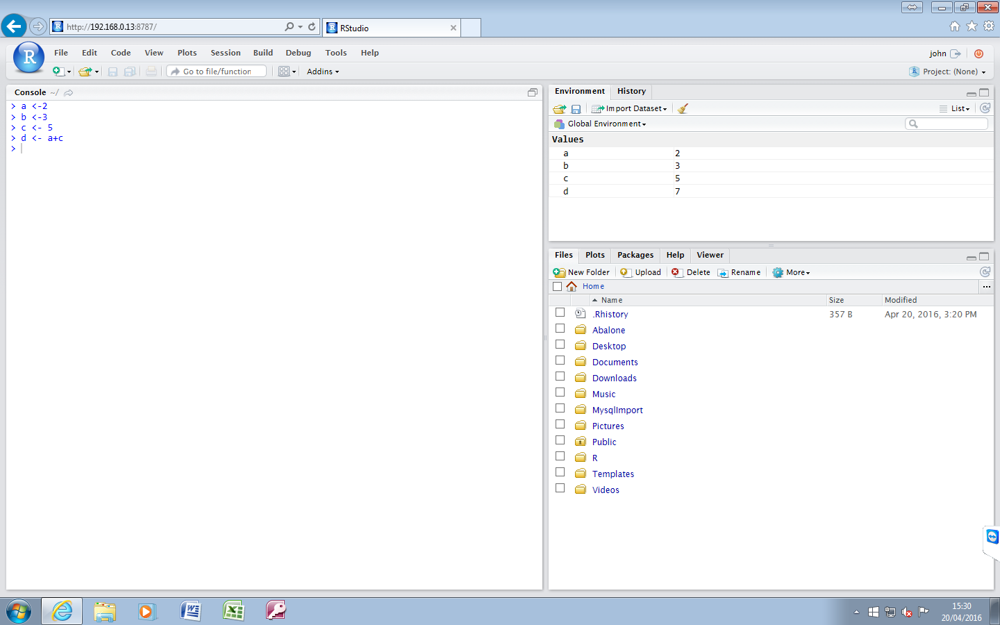 http://192.168.0.13:8787/
RStudio
R
File Edit Code View Plots Session Build Debug Tools Help
john
Go to file/function
Addins
Project: (None)
Console ~/
> a <-2
> b <-3
> c <- 5
> d <- a+c
>
Environment History
Import Dataset
List
Global Environment
Values
a 2
b 3
c 5
d 7
Files Plots Packages Help Viewer
New Folder Upload Delete Rename More
Home ...
Name Size Modified
.Rhistory 357 B Apr 20, 2016, 3:20 PM
Abalone
Desktop
Documents
Downloads
Music
MysqlImport
Pictures
Public
R
Templates
Videos
15:30
20/04/2016